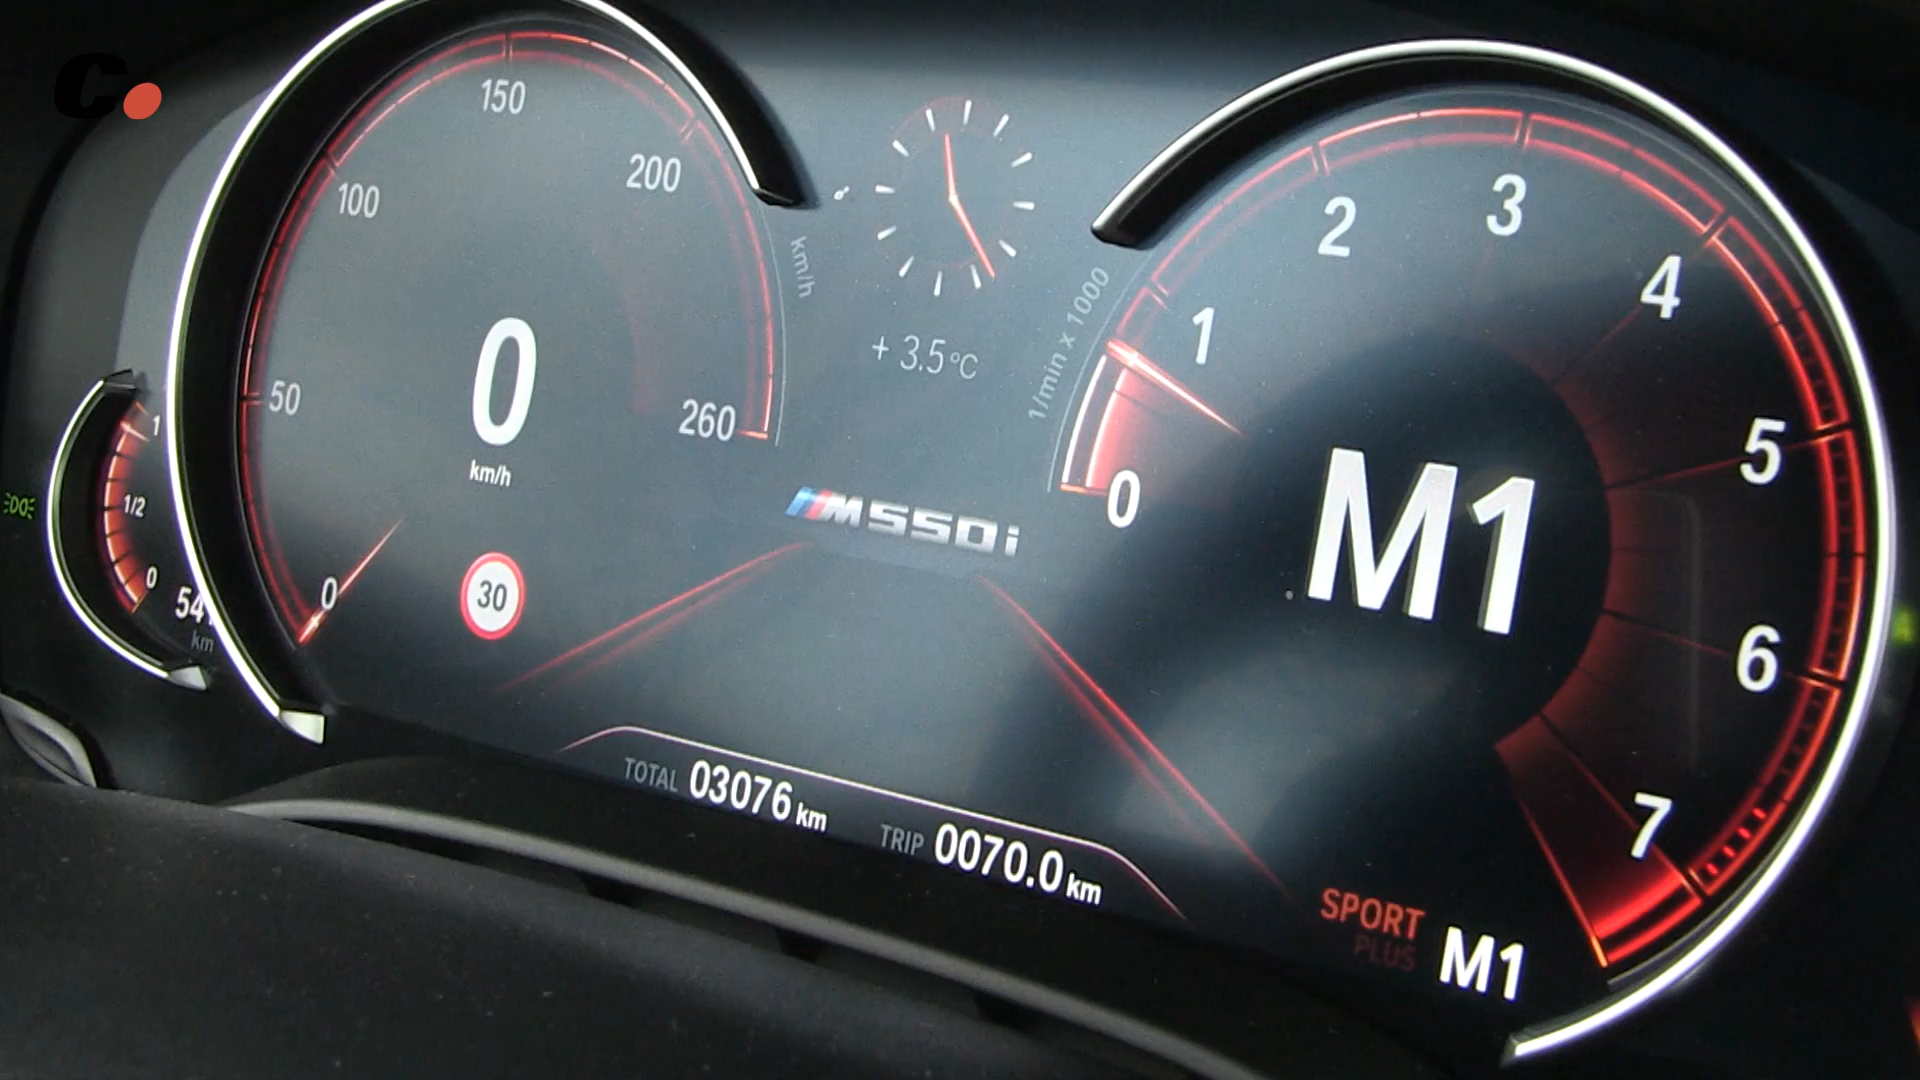 C
150
100
200
50
260
0
km/h
0
km/h
30
1
1/2
0
km
+ 3.5 °C
M550i
1/min x 1000
0
1
2
3
4
5
6
7
M1
TOTAL 03076 km
TRIP 0070.0 km
SPORT
PLUS
M1